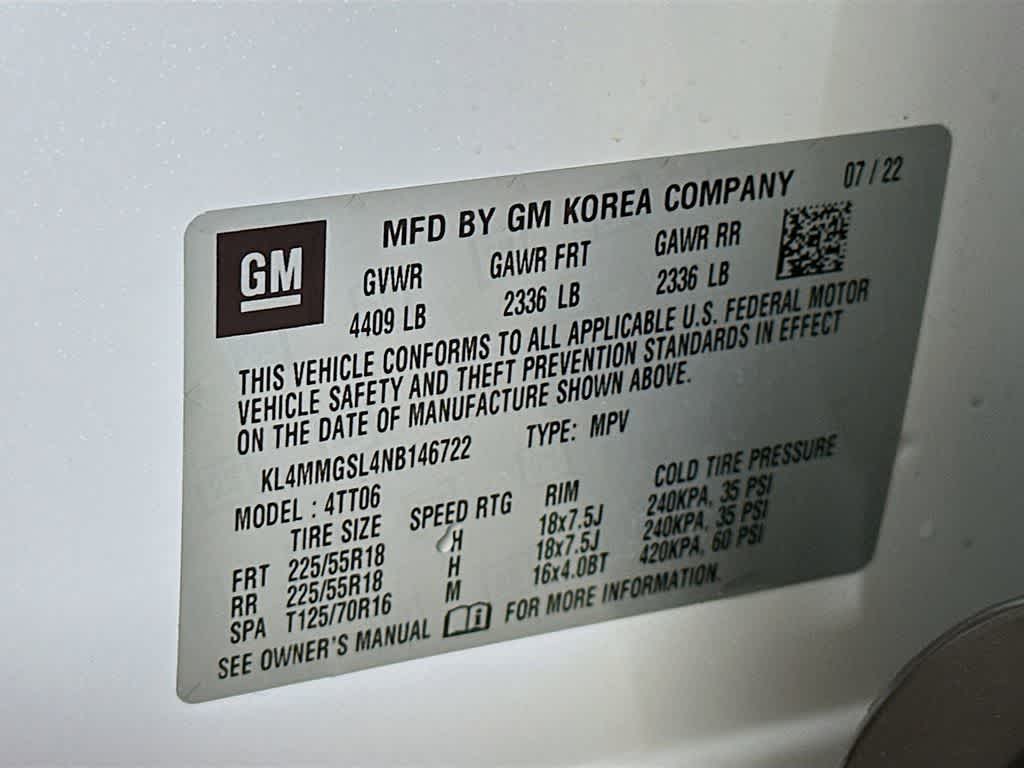 MFD BY GM KOREA COMPANY 07 / 22
GM
GVWR GAWR FRT GAWR RR
4409 LB 2336 LB 2336 LB
THIS VEHICLE CONFORMS TO ALL APPLICABLE U.S. FEDERAL MOTOR
VEHICLE SAFETY AND THEFT PREVENTION STANDARDS IN EFFECT
ON THE DATE OF MANUFACTURE SHOWN ABOVE.
KL4MMGSL4NB146722 TYPE: MPV
MODEL : 4TT06
TIRE SIZE SPEED RTG RIM COLD TIRE PRESSURE
FRT 225/55R18 H 18x7.5J 240KPA, 35 PSI
RR 225/55R18 H 18x7.5J 240KPA, 35 PSI
SPA T125/70R16 M 16x4.0BT 420KPA, 60 PSI
SEE OWNER'S MANUAL FOR MORE INFORMATION.